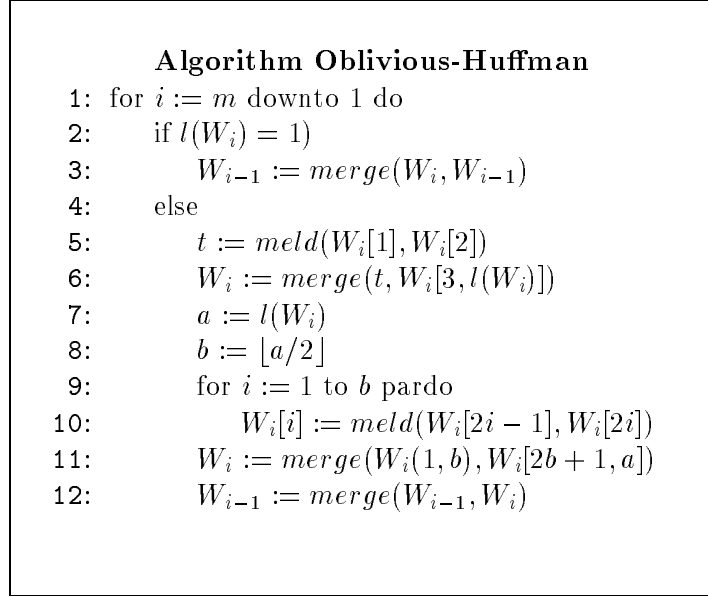 Algorithm Oblivious-Huffman
1: for i := m downto 1 do
2: if l(W_i) = 1)
3: W_{i-1} := merge(W_i, W_{i-1})
4: else
5: t := meld(W_i[1], W_i[2])
6: W_i := merge(t, W_i[3, l(W_i)])
7: a := l(W_i)
8: b := ⌊a/2⌋
9: for i := 1 to b pardo
10: W_i[i] := meld(W_i[2i − 1], W_i[2i])
11: W_i := merge(W_i(1, b), W_i[2b + 1, a])
12: W_{i-1} := merge(W_{i-1}, W_i)